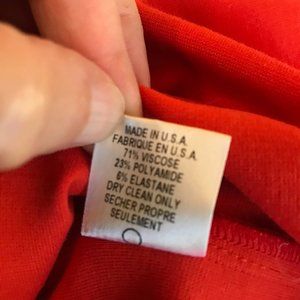 MADE IN U.S.A.
FABRIQUE EN U.S.A.
71% VISCOSE
23% POLYAMIDE
6% ELASTANE
DRY CLEAN ONLY
SECHER PROPRE
SEULEMENT